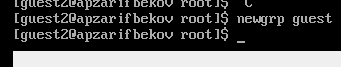 [guest2@apzarifbekov root]$ ^C
[guest2@apzarifbekov root]$ newgrp guest
[guest2@apzarifbekov root]$ _